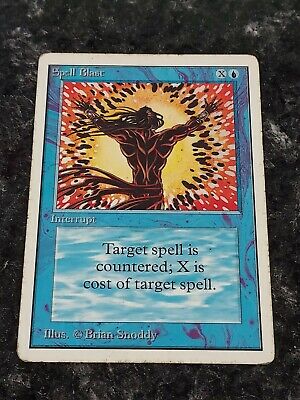 Spell Blast X
Interrupt
Target spell is
countered; X is
cost of target spell.
Illus. © Brian Snoddy